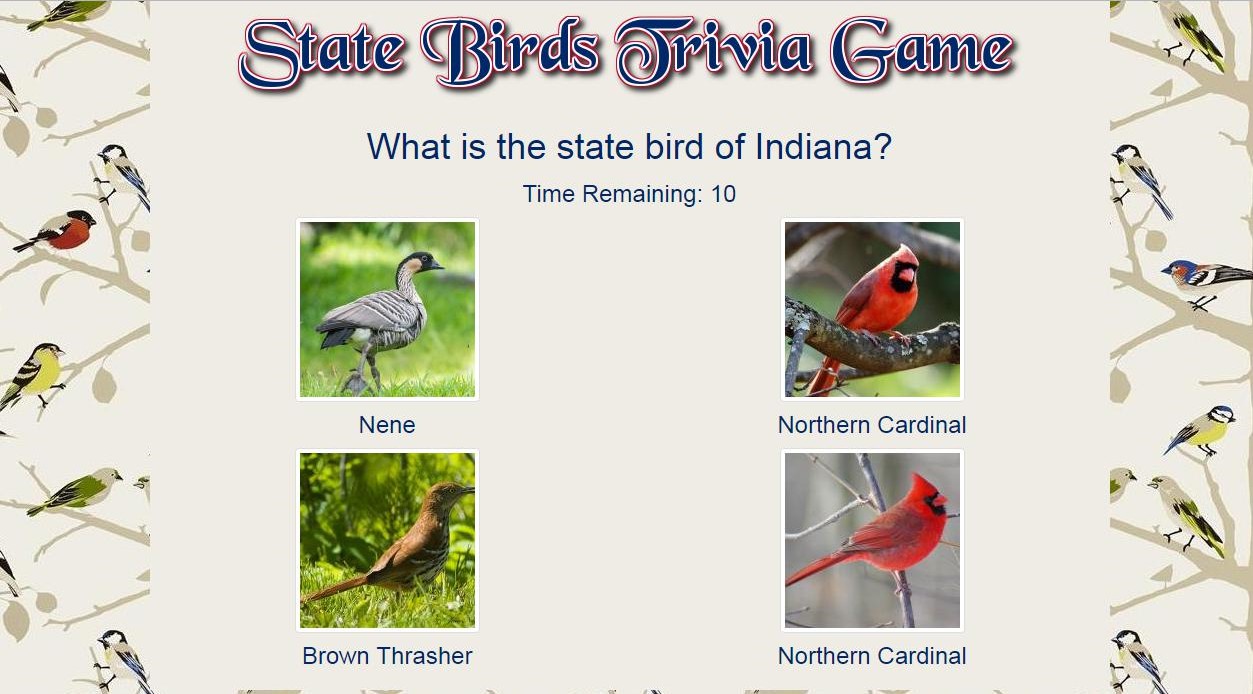 State Birds Trivia Game
What is the state bird of Indiana?
Time Remaining: 10
Nene
Northern Cardinal
Brown Thrasher
Northern Cardinal